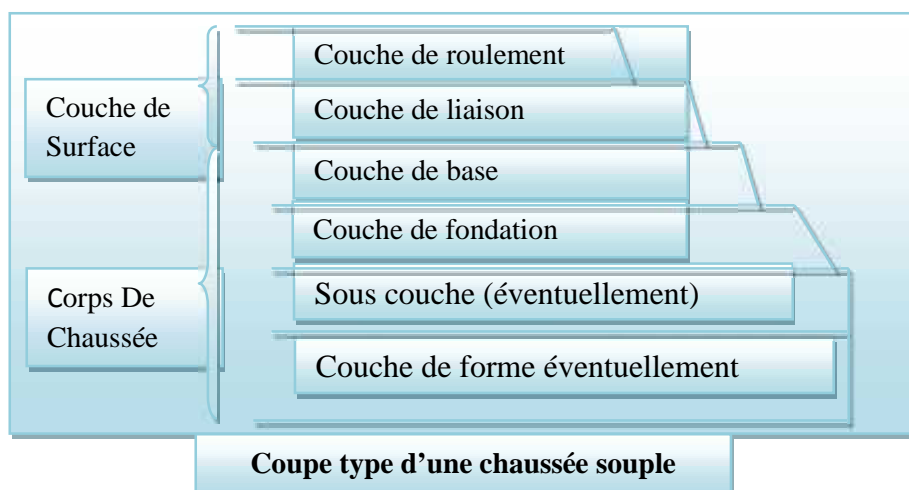 Couche de roulement
Couche de liaison
Couche de base
Couche de fondation
Sous couche (éventuellement)
Couche de forme éventuellement
Couche de
Surface
Corps De
Chaussée
Coupe type d’une chaussée souple